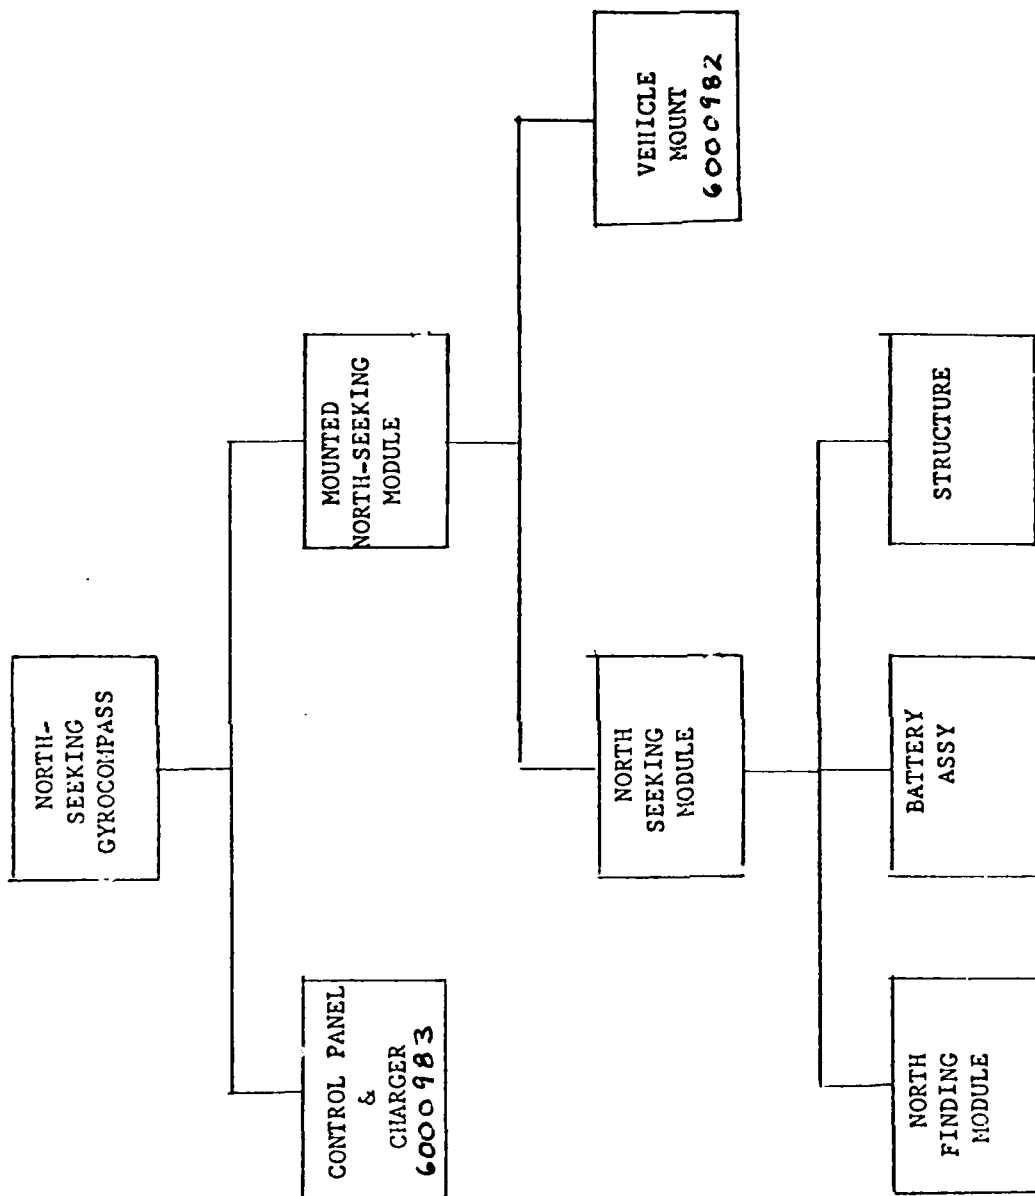 NORTH-
SEEKING
GYROCOMPASS
CONTROL PANEL
&
CHARGER
6000983
MOUNTED
NORTH-SEEKING
MODULE
NORTH
SEEKING
MODULE
VEHICLE
MOUNT
6000982
NORTH
FINDING
MODULE
BATTERY
ASSY
STRUCTURE